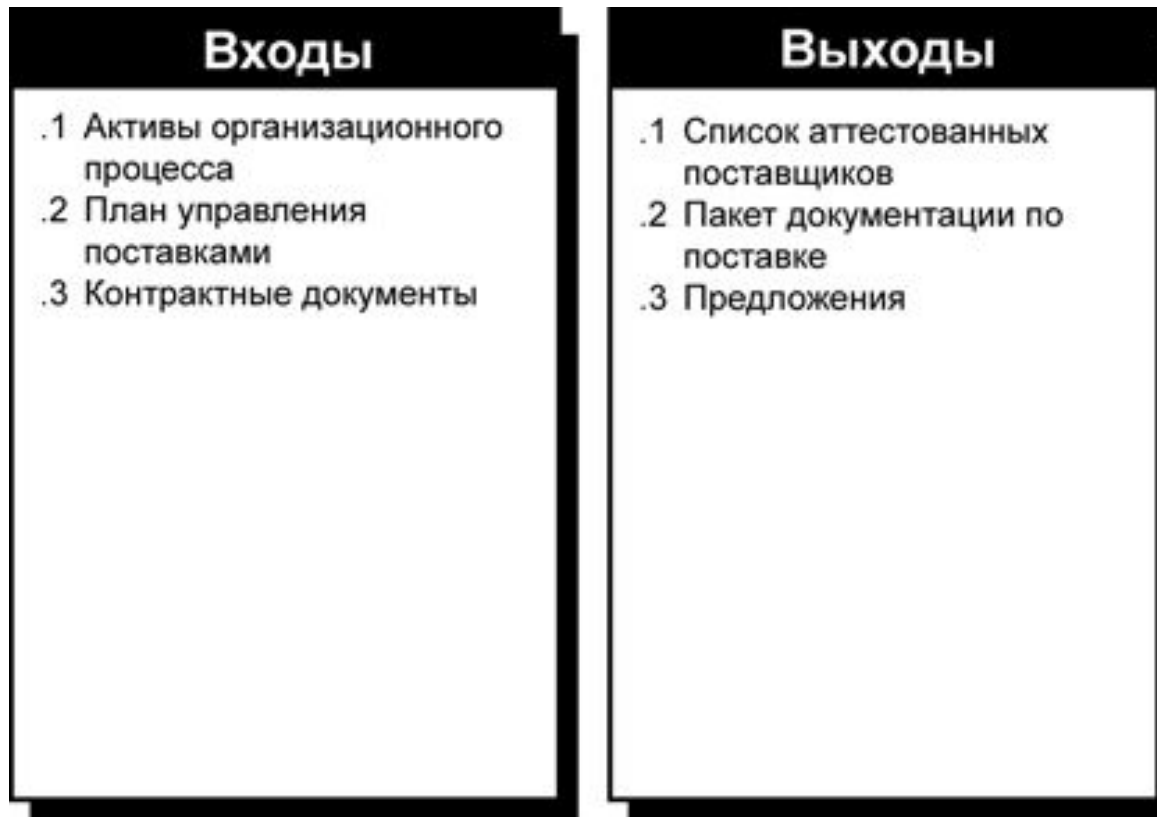 Входы
.1 Активы организационного
процесса
.2 План управления
поставками
.3 Контрактные документы
Выходы
.1 Список аттестованных
поставщиков
.2 Пакет документации по
поставке
.3 Предложения